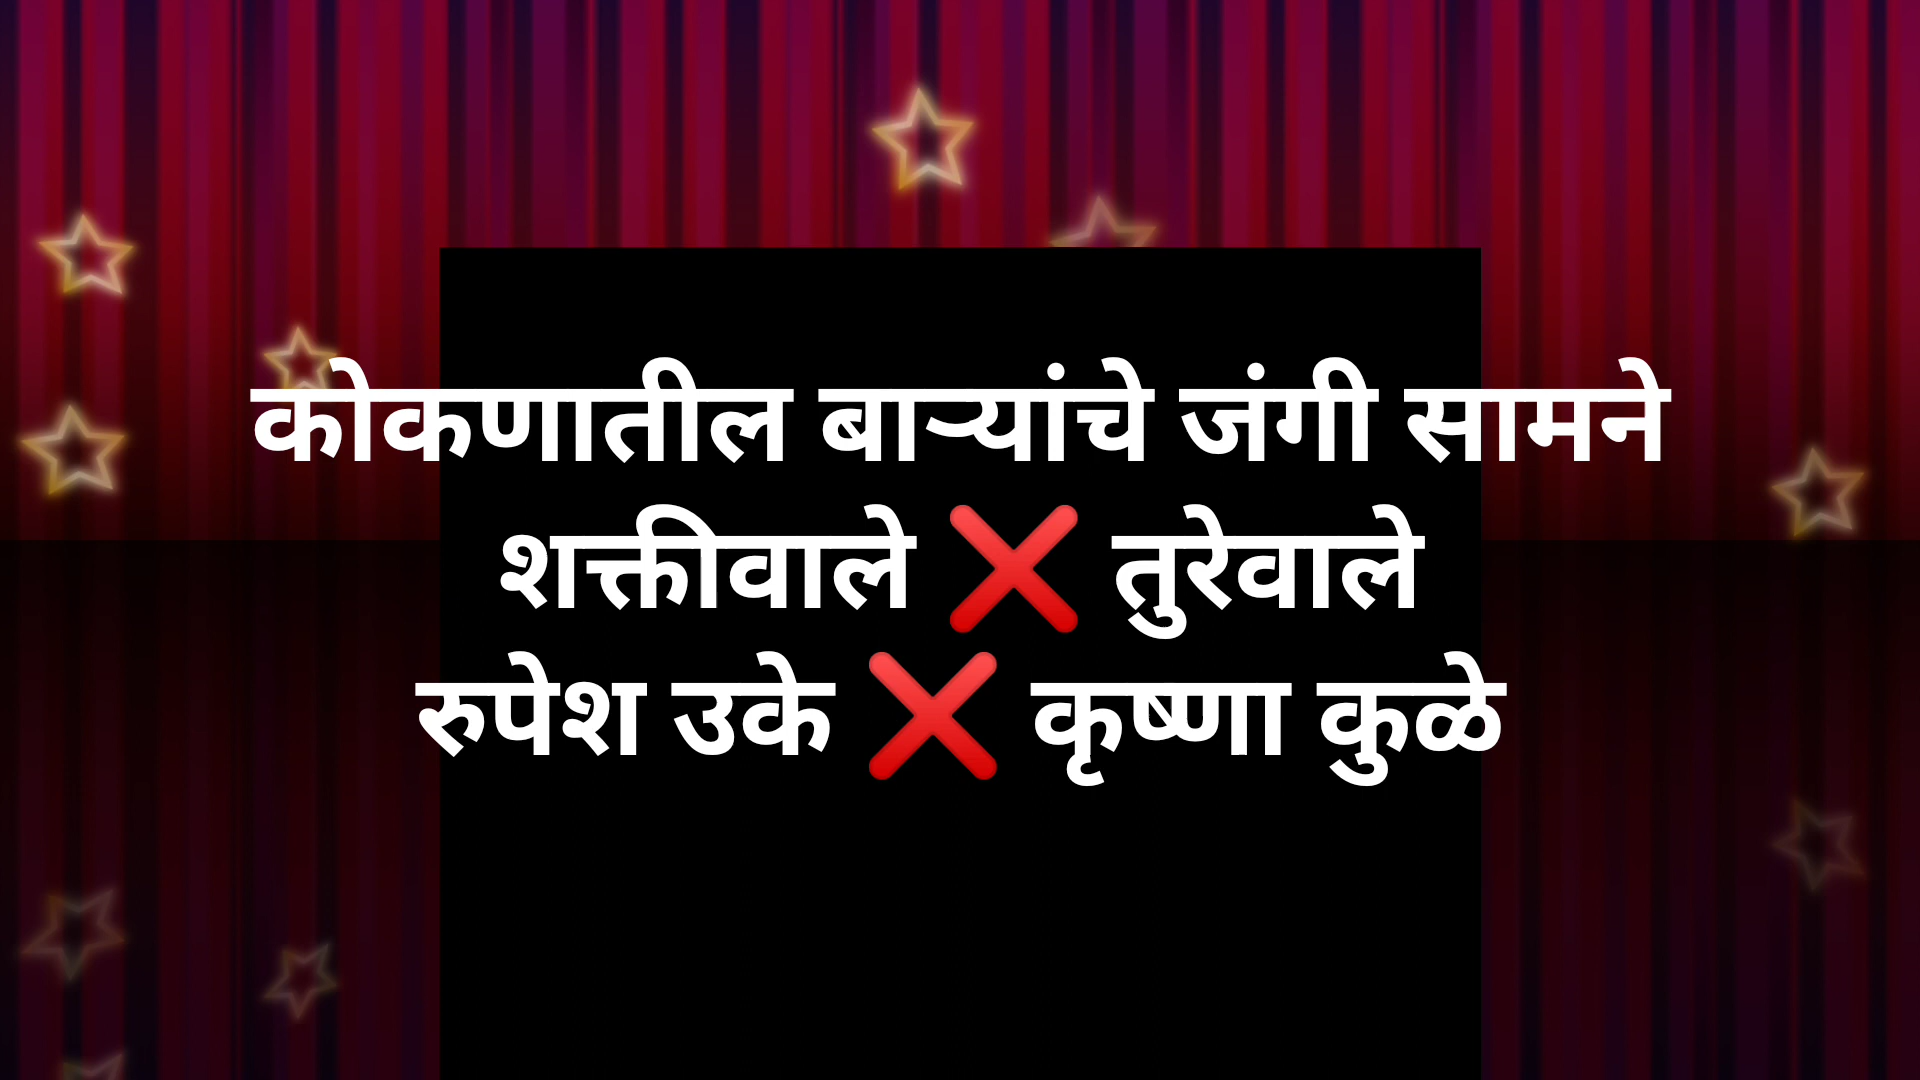 कोकणातील बाऱ्यांचे जंगी सामने
शक्तीवाले ❌ तुरेवाले
रुपेश उके ❌ कृष्णा कुळे